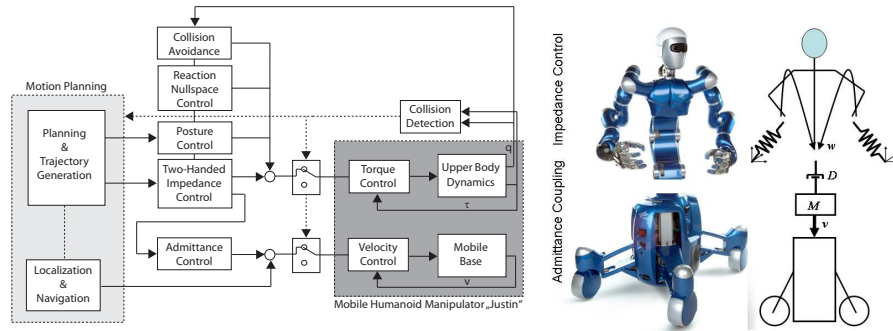 Collision
Avoidance
Reaction
Nullspace
Control
Motion Planning
Planning
&
Trajectory
Generation
Posture
Control
Two-Handed
Impedance
Control
Collision
Detection
q
Torque
Control
Upper Body
Dynamics
τ
Admittance
Control
Velocity
Control
Mobile
Base
v
Localization
&
Navigation
Mobile Humanoid Manipulator„Justin"
Impedance Control
Admittance Coupling
w
D
M
v